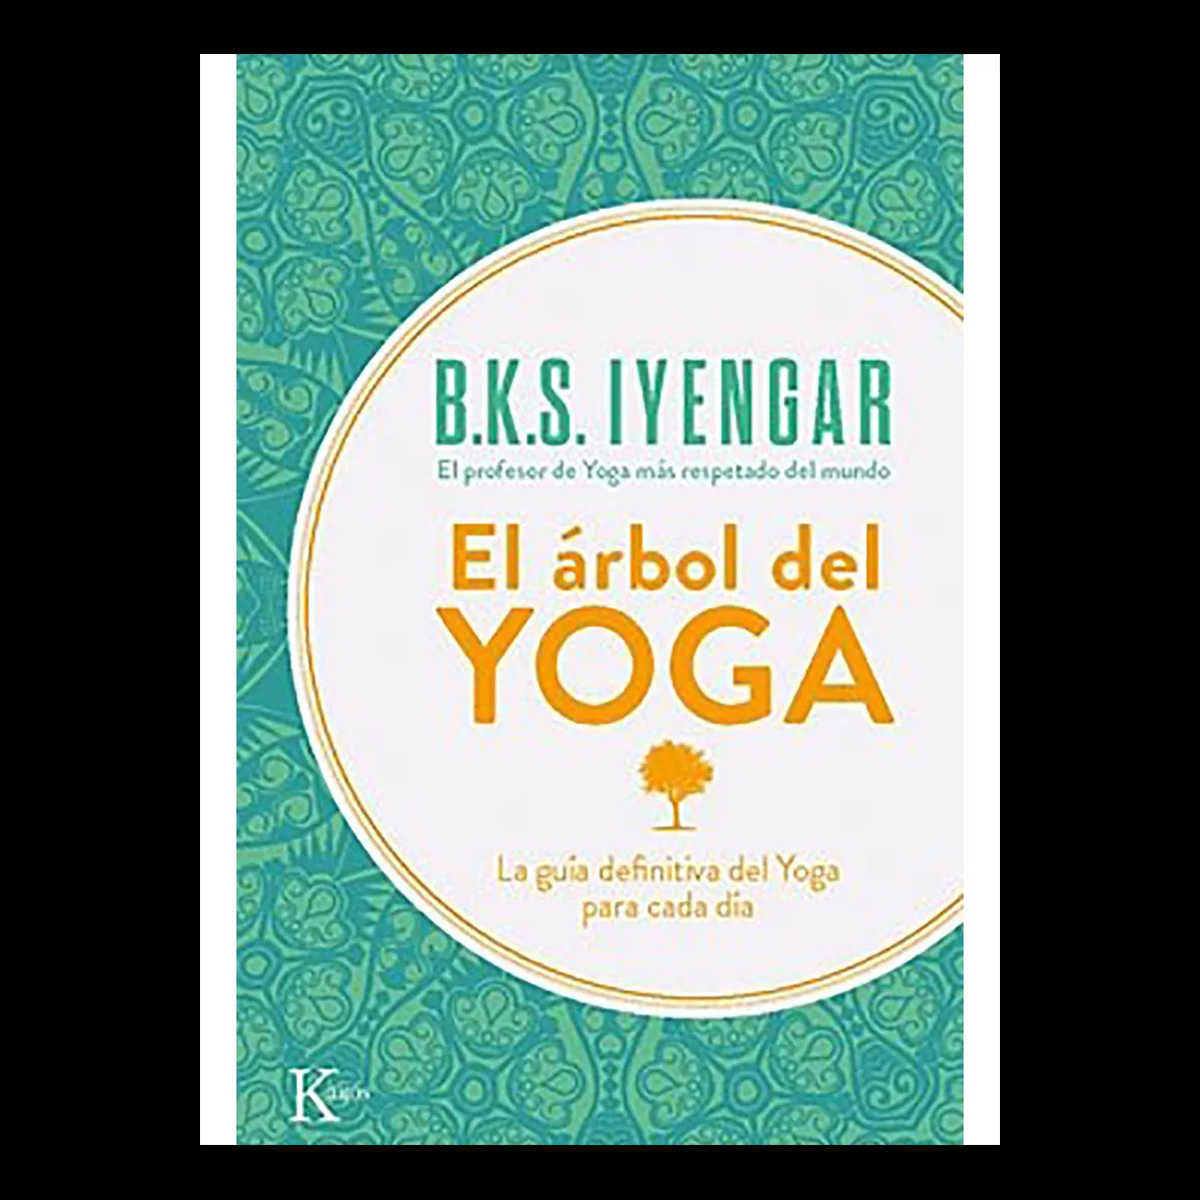 B.K.S. IYENGAR
El profesor de Yoga más respetado del mundo
El árbol del
YOGA
La guía definitiva del Yoga
para cada día
K